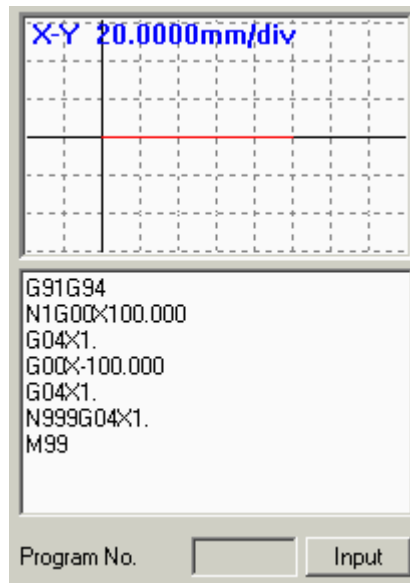 X-Y 20.0000mm/div
G91G94
N1G00X100.000
G04X1.
G00X-100.000
G04X1.
N999G04X1.
M99
Program No.
Input